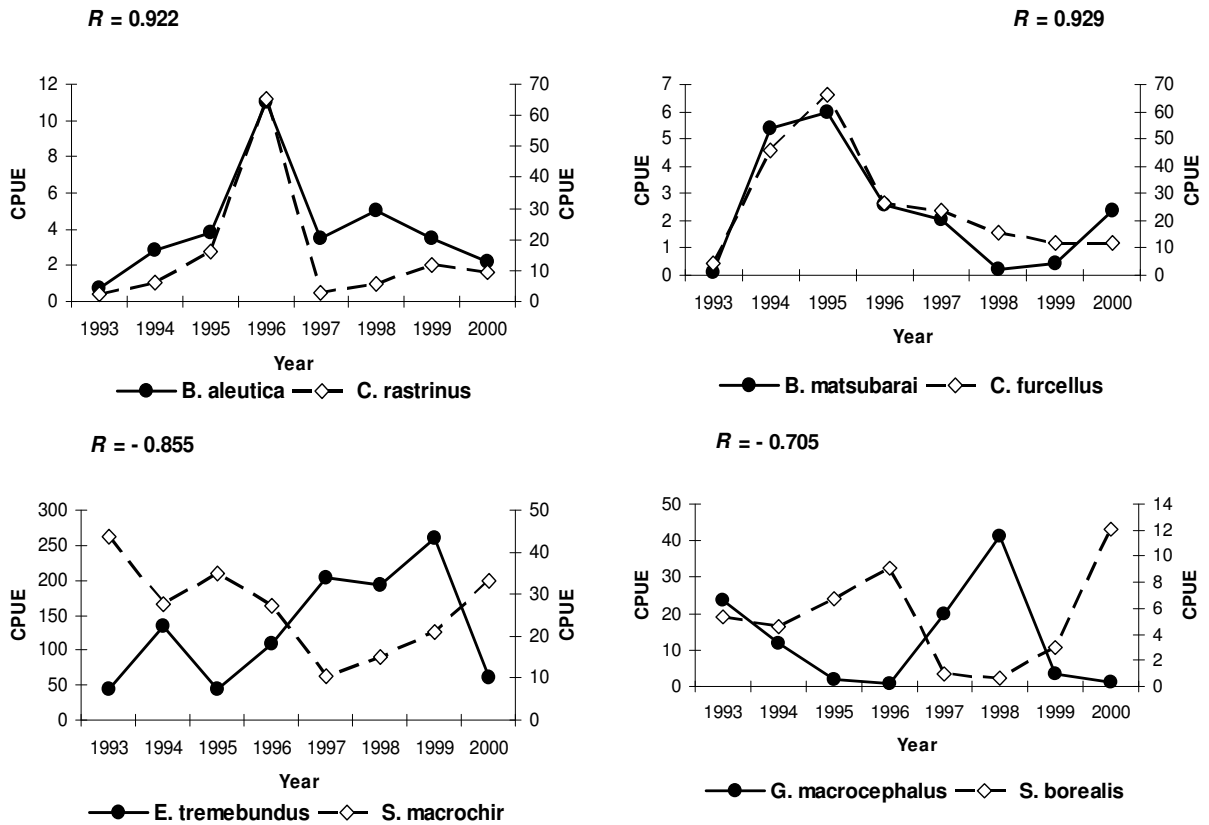 R = 0.922
R = 0.929
12
10
8
6
4
2
0
CPUE
70
60
50
40
30
20
10
0
CPUE
1993 1994 1995 1996 1997 1998 1999 2000
Year
B. aleutica C. rastrinus
7
6
5
4
3
2
1
0
CPUE
70
60
50
40
30
20
10
0
CPUE
1993 1994 1995 1996 1997 1998 1999 2000
Year
B. matsubarai C. furcellus
R = - 0.855
R = - 0.705
300
250
200
150
100
50
0
CPUE
50
40
30
20
10
0
CPUE
1993 1994 1995 1996 1997 1998 1999 2000
Year
E. tremebundus S. macrochir
50
40
30
20
10
0
CPUE
14
12
10
8
6
4
2
0
CPUE
1993 1994 1995 1996 1997 1998 1999 2000
Year
G. macrocephalus S. borealis